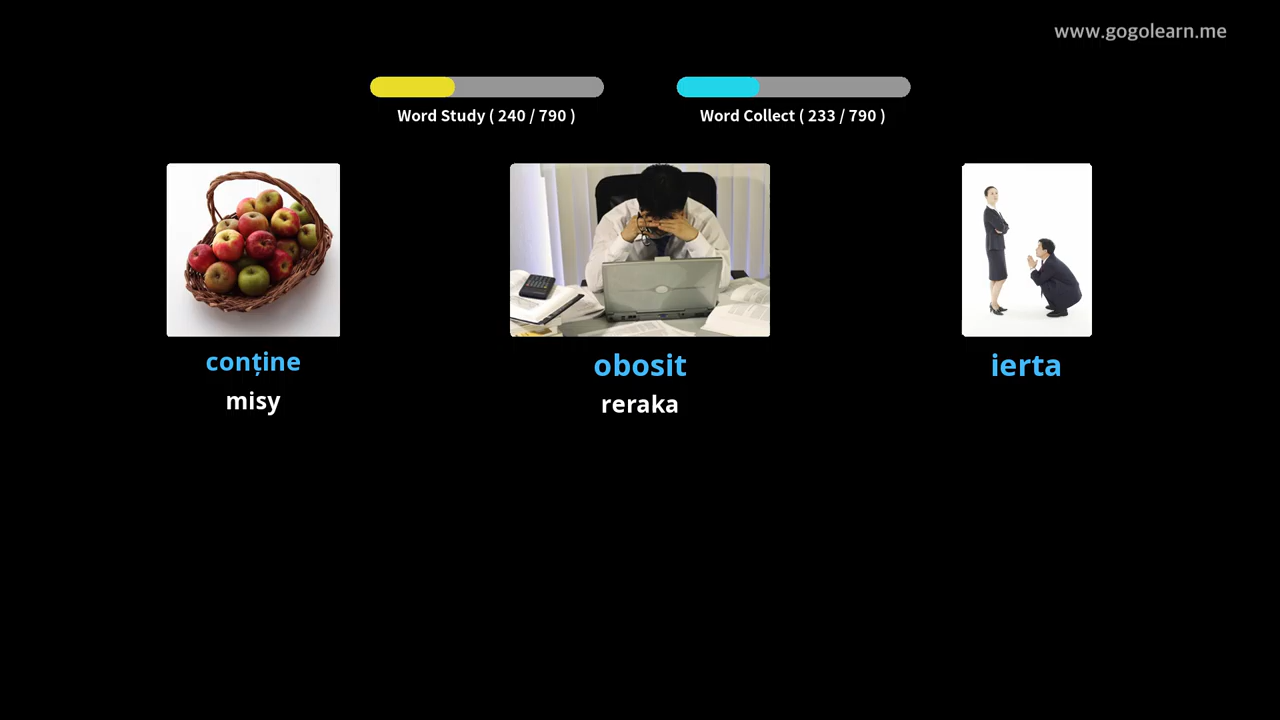 www.gogolearn.me
Word Study ( 240 / 790 )
Word Collect ( 233 / 790 )
conține
misy
obosit
reraka
ierta